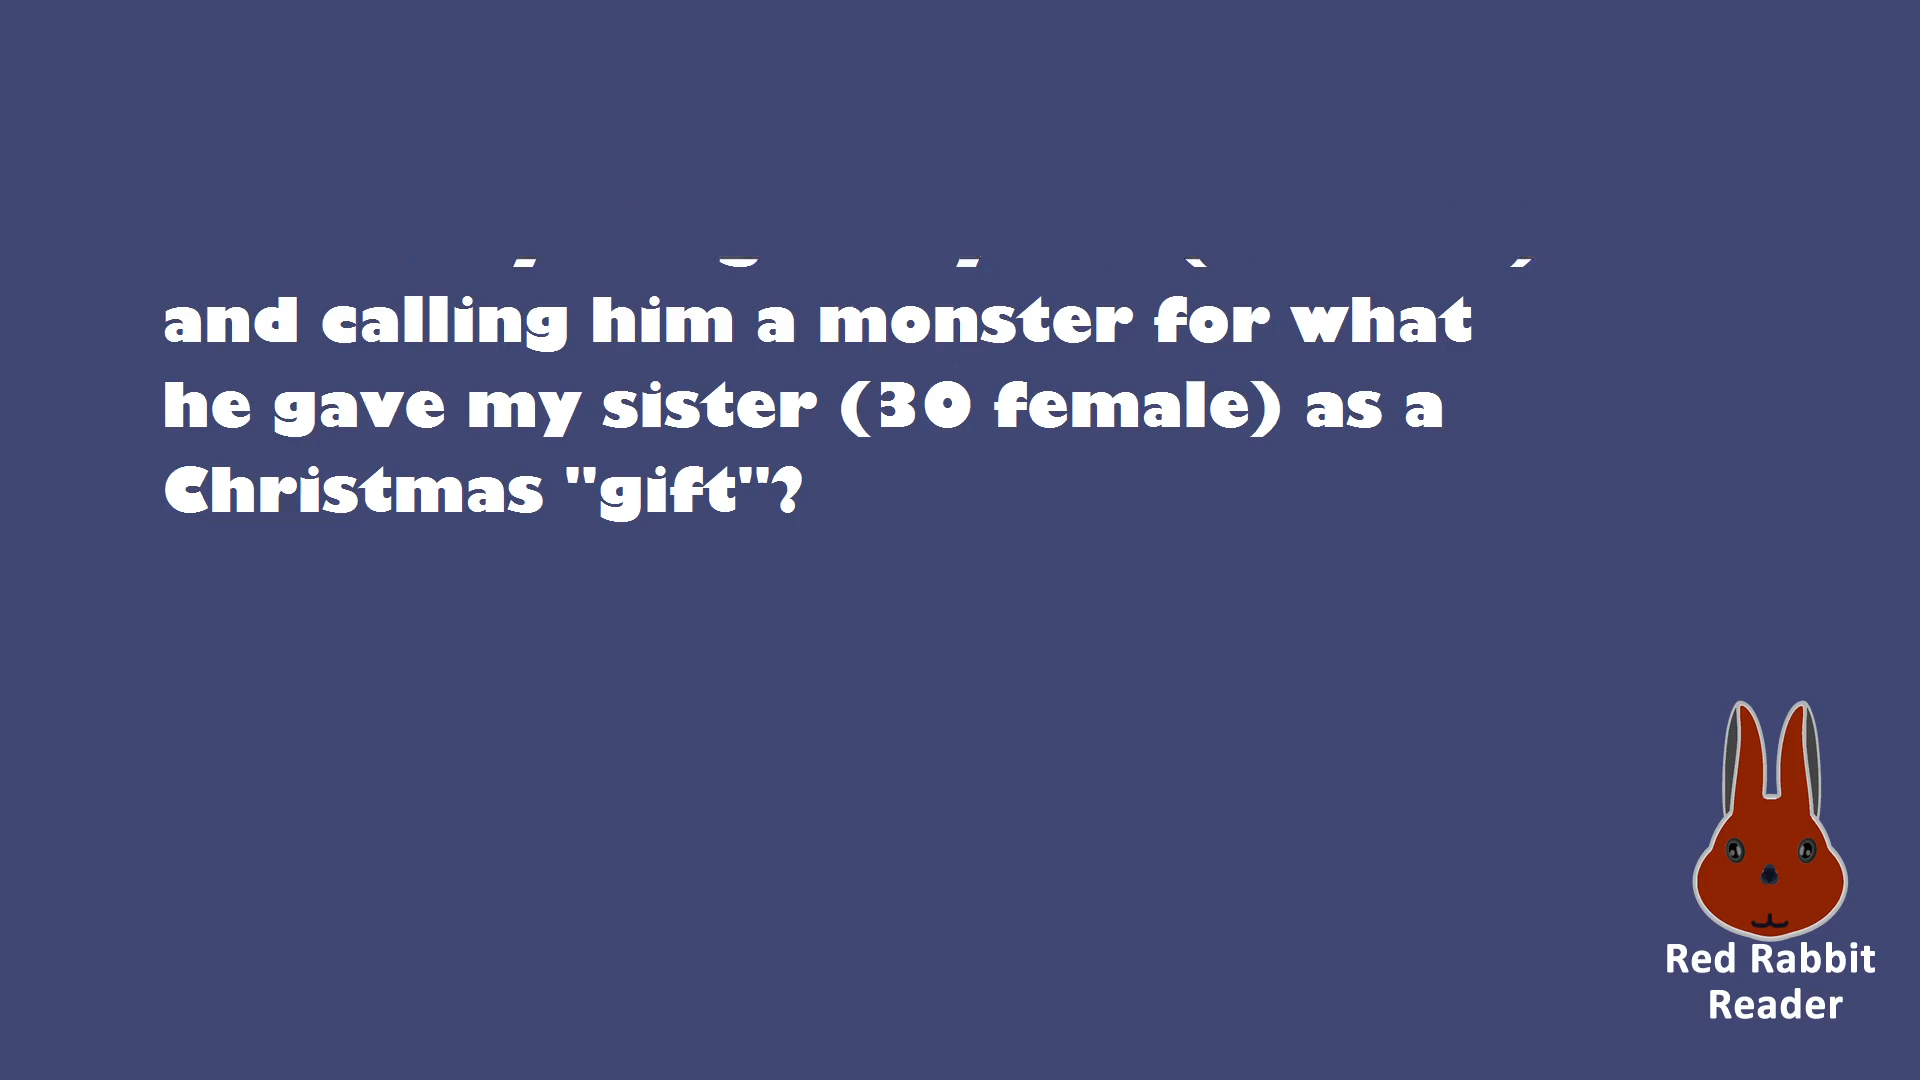 and calling him a monster for what
he gave my sister (30 female) as a
Christmas "gift"?
Red Rabbit
Reader